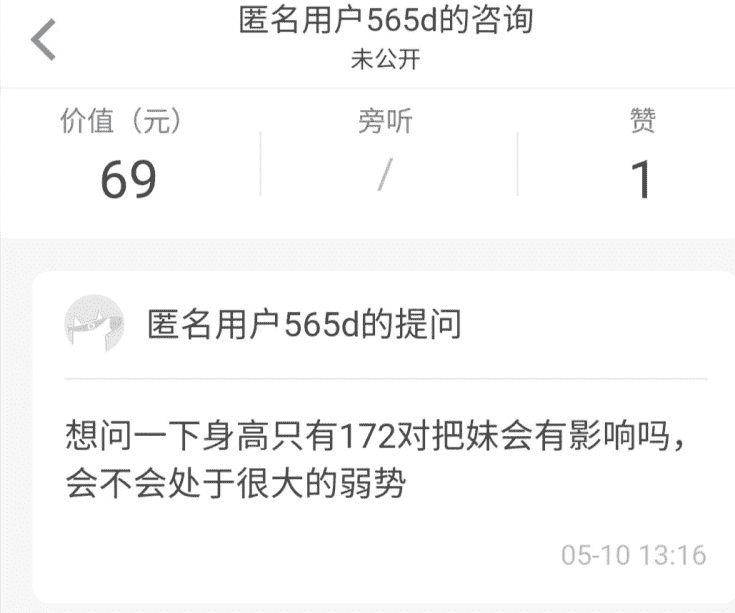 匿名用户565d的咨询
未公开
价值（元） 旁听 赞
69 / 1
匿名用户565d的提问
想问一下身高只有172对把妹会有影响吗，
会不会处于很大的弱势
05-10 13:16